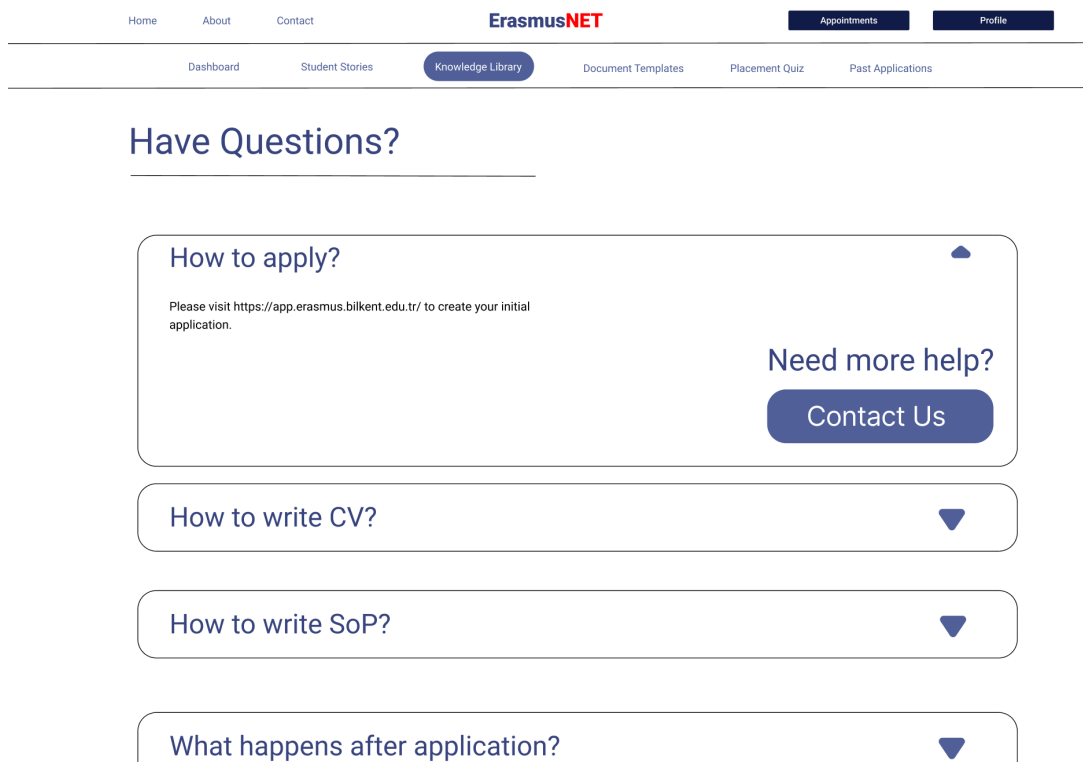 Home About Contact ErasmusNET Appointments Profile
Dashboard Student Stories Knowledge Library Document Templates Placement Quiz Past Applications
Have Questions?
How to apply?
Please visit https://app.erasmus.bilkent.edu.tr/ to create your initial
application.
Need more help?
Contact Us
How to write CV?
How to write SoP?
What happens after application?